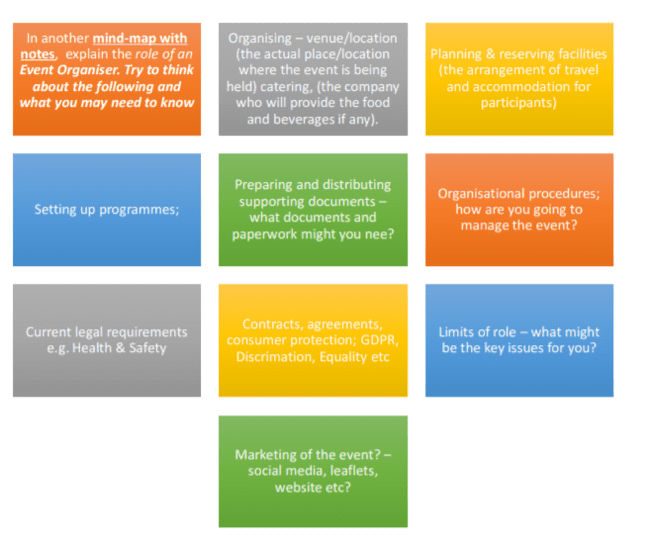 In another mind-map with
notes, explain the role of an
Event Organiser. Try to think
about the following and
what you may need to know
Organising – venue/location
(the actual place/location
where the event is being
held) catering, (the company
who will provide the food
and beverages if any).
Planning & reserving facilities
(the arrangement of travel
and accommodation for
participants)
Setting up programmes;
Preparing and distributing
supporting documents –
what documents and
paperwork might you nee?
Organisational procedures;
how are you going to
manage the event?
Current legal requirements
e.g. Health & Safety
Contracts, agreements,
consumer protection; GDPR,
Discrimation, Equality etc
Limits of role – what might
be the key issues for you?
Marketing of the event? –
social media, leaflets,
website etc?